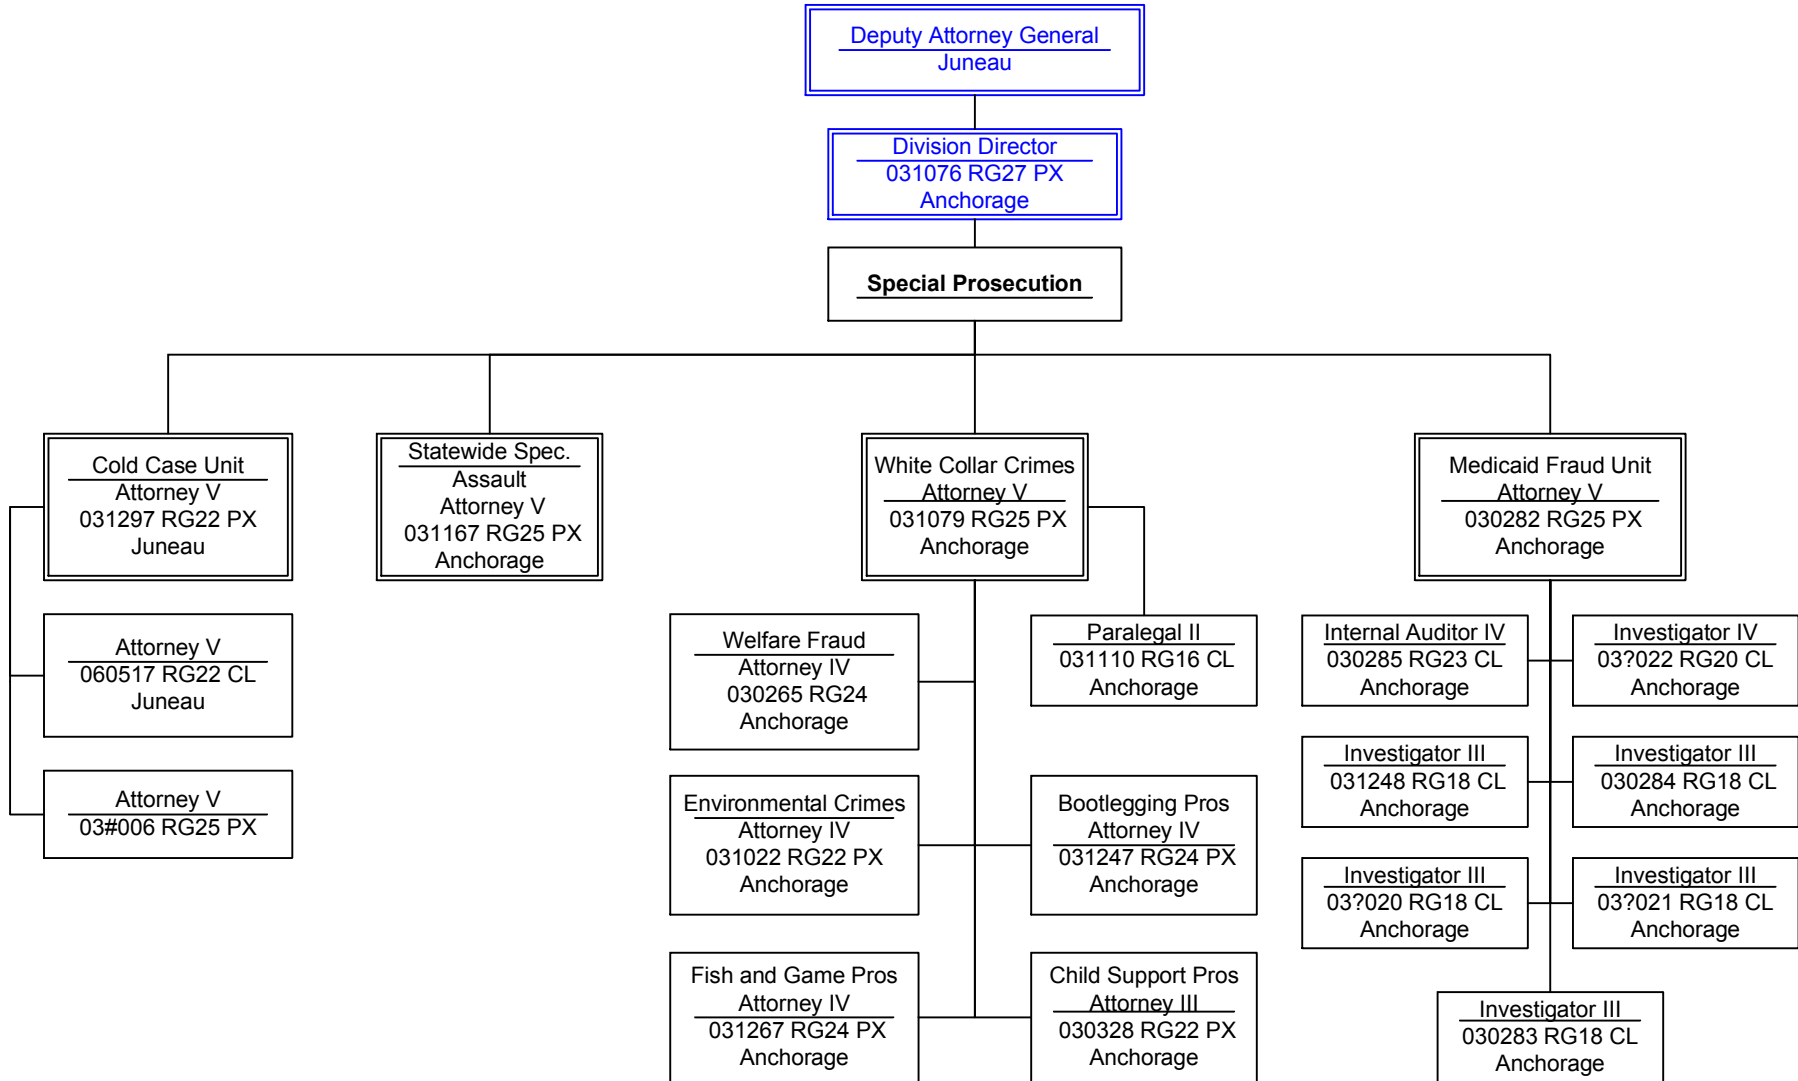 Deputy Attorney General
Juneau
Division Director
031076 RG27 PX
Anchorage
Special Prosecution
Cold Case Unit
Attorney V
031297 RG22 PX
Juneau
Statewide Spec.
Assault
Attorney V
031167 RG25 PX
Anchorage
White Collar Crimes
Attorney V
031079 RG25 PX
Anchorage
Medicaid Fraud Unit
Attorney V
030282 RG25 PX
Anchorage
Attorney V
060517 RG22 CL
Juneau
Attorney V
03#006 RG25 PX
Welfare Fraud
Attorney IV
030265 RG24
Anchorage
Paralegal II
031110 RG16 CL
Anchorage
Environmental Crimes
Attorney IV
031022 RG22 PX
Anchorage
Bootlegging Pros
Attorney IV
031247 RG24 PX
Anchorage
Fish and Game Pros
Attorney IV
031267 RG24 PX
Anchorage
Child Support Pros
Attorney III
030328 RG22 PX
Anchorage
Internal Auditor IV
030285 RG23 CL
Anchorage
Investigator IV
03?022 RG20 CL
Anchorage
Investigator III
031248 RG18 CL
Anchorage
Investigator III
030284 RG18 CL
Anchorage
Investigator III
03?020 RG18 CL
Anchorage
Investigator III
03?021 RG18 CL
Anchorage
Investigator III
030283 RG18 CL
Anchorage